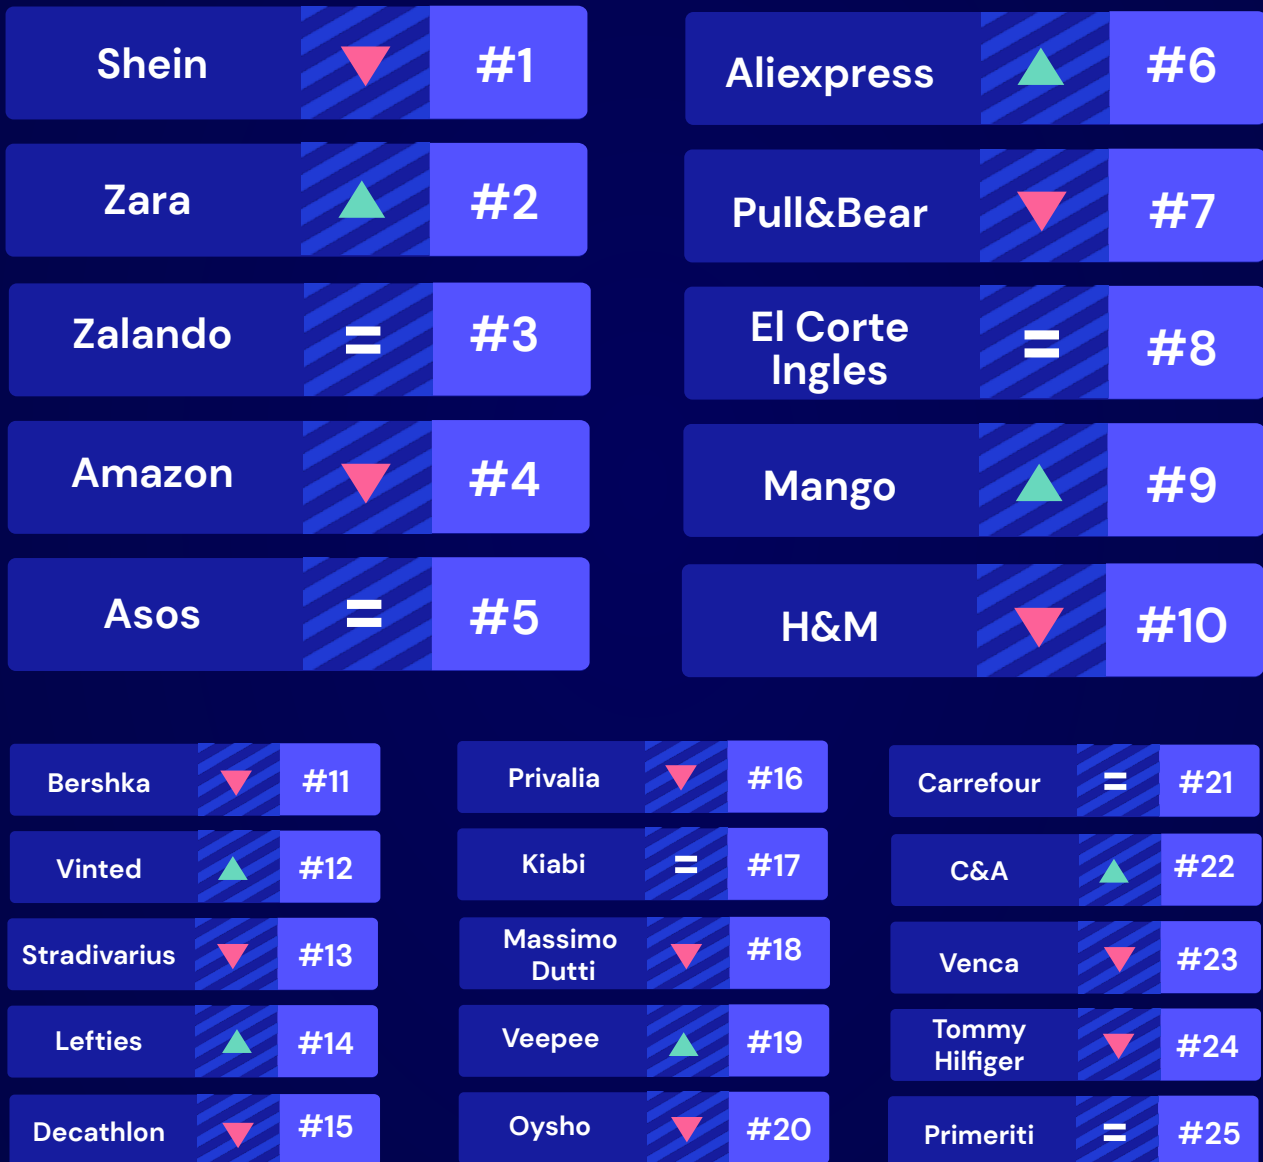 Shein #1
Zara #2
Zalando = #3
Amazon #4
Asos = #5
Aliexpress #6
Pull&Bear #7
El Corte
Ingles = #8
Mango #9
H&M #10
Bershka #11
Vinted #12
Stradivarius #13
Lefties #14
Decathlon #15
Privalia #16
Kiabi = #17
Massimo
Dutti #18
Veepee #19
Oysho #20
Carrefour = #21
C&A #22
Venca #23
Tommy
Hilfiger #24
Primeriti = #25